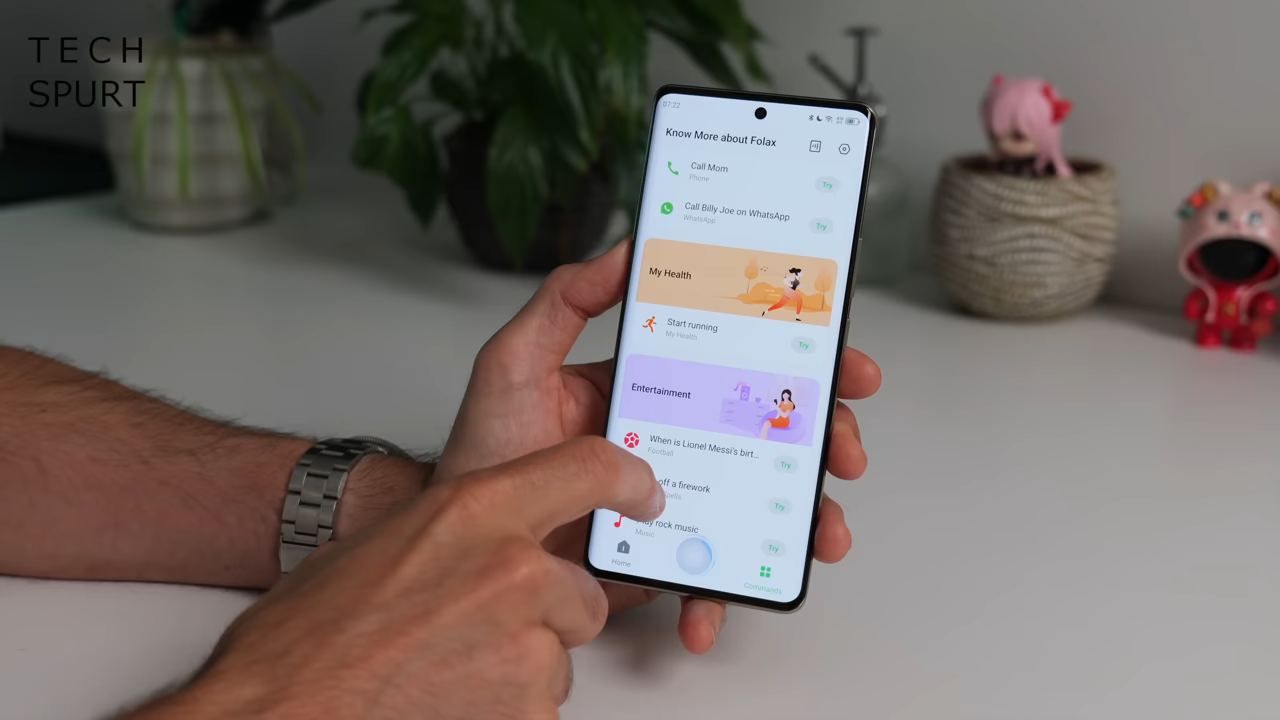 TECH
SPURT
07:22
Know More about Folax
Call Mom
Phone
Try
Call Billy Joe on WhatsApp
WhatsApp
Try
My Health
Start running
My Health
Try
Entertainment
When is Lionel Messi's birt...
Football
Try
off a firework
Try
rock music
Music
Try
Home
Commands